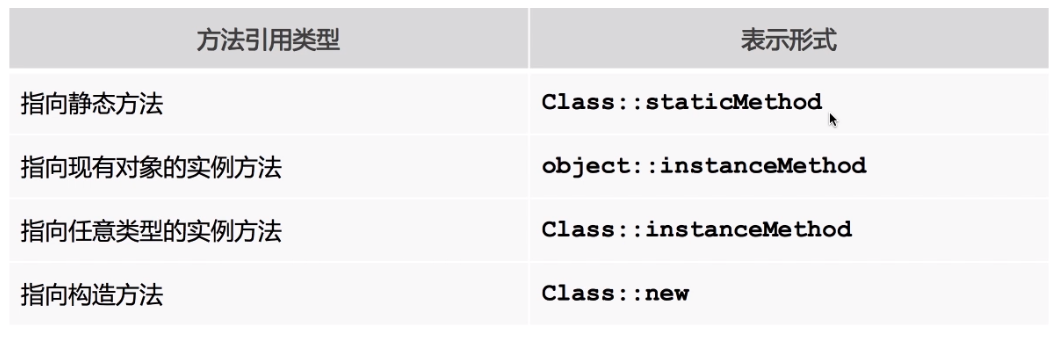 方法引用类型 表示形式
指向静态方法 Class::staticMethod
指向现有对象的实例方法 object::instanceMethod
指向任意类型的实例方法 Class::instanceMethod
指向构造方法 Class::new